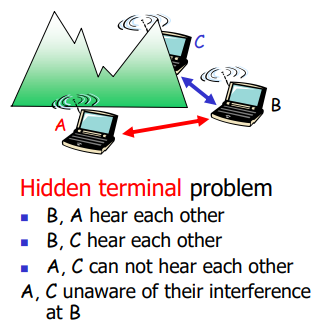 C
B
A
Hidden terminal problem
▪ B, A hear each other
▪ B, C hear each other
▪ A, C can not hear each other
A, C unaware of their interference
at B